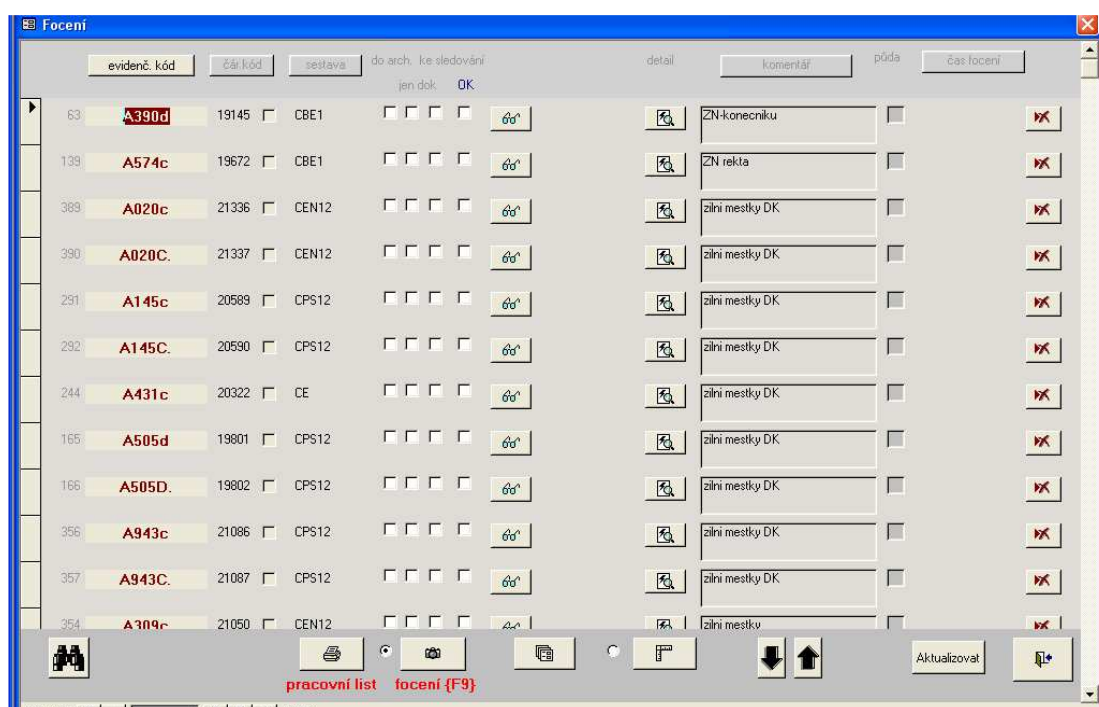 Focení
evidenč. kód čár.kód sestava do arch. ke sledování detail komentář půda čas focení
jen dok. OK
63 A390d 19145 CBE1 ZN-konecniku
139 A574c 19672 CBE1 ZN rekta
389 A020c 21336 CEN12 zilni mestky DK
390 A020C. 21337 CEN12 zilni mestky DK
291 A145c 20589 CPS12 zilni mestky DK
292 A145C. 20590 CPS12 zilni mestky DK
244 A431c 20322 CE zilni mestky DK
165 A505d 19801 CPS12 zilni mestky DK
166 A505D. 19802 CPS12 zilni mestky DK
356 A943c 21086 CPS12 zilni mestky DK
357 A943C. 21087 CPS12 zilni mestky DK
354 A309c 21050 CEN12 zilni mestky
Aktualizovat
pracovní list focení {F9}